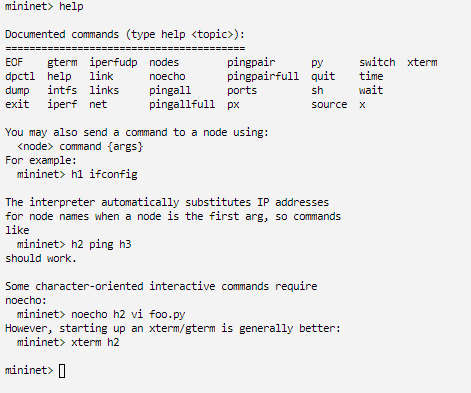 mininet> help
Documented commands (type help <topic>):
========================================
EOF    gterm  iperfudp  nodes        pingpair      py      switch  xterm
dpctl  help   link      noecho       pingpairfull  quit    time
dump   intfs  links     pingall      ports         sh      wait
exit   iperf  net       pingallfull  px            source  x
You may also send a command to a node using:
  <node> command {args}
For example:
  mininet> h1 ifconfig
The interpreter automatically substitutes IP addresses
for node names when a node is the first arg, so commands
like
  mininet> h2 ping h3
should work.
Some character-oriented interactive commands require
noecho:
  mininet> noecho h2 vi foo.py
However, starting up an xterm/gterm is generally better:
  mininet> xterm h2
mininet>